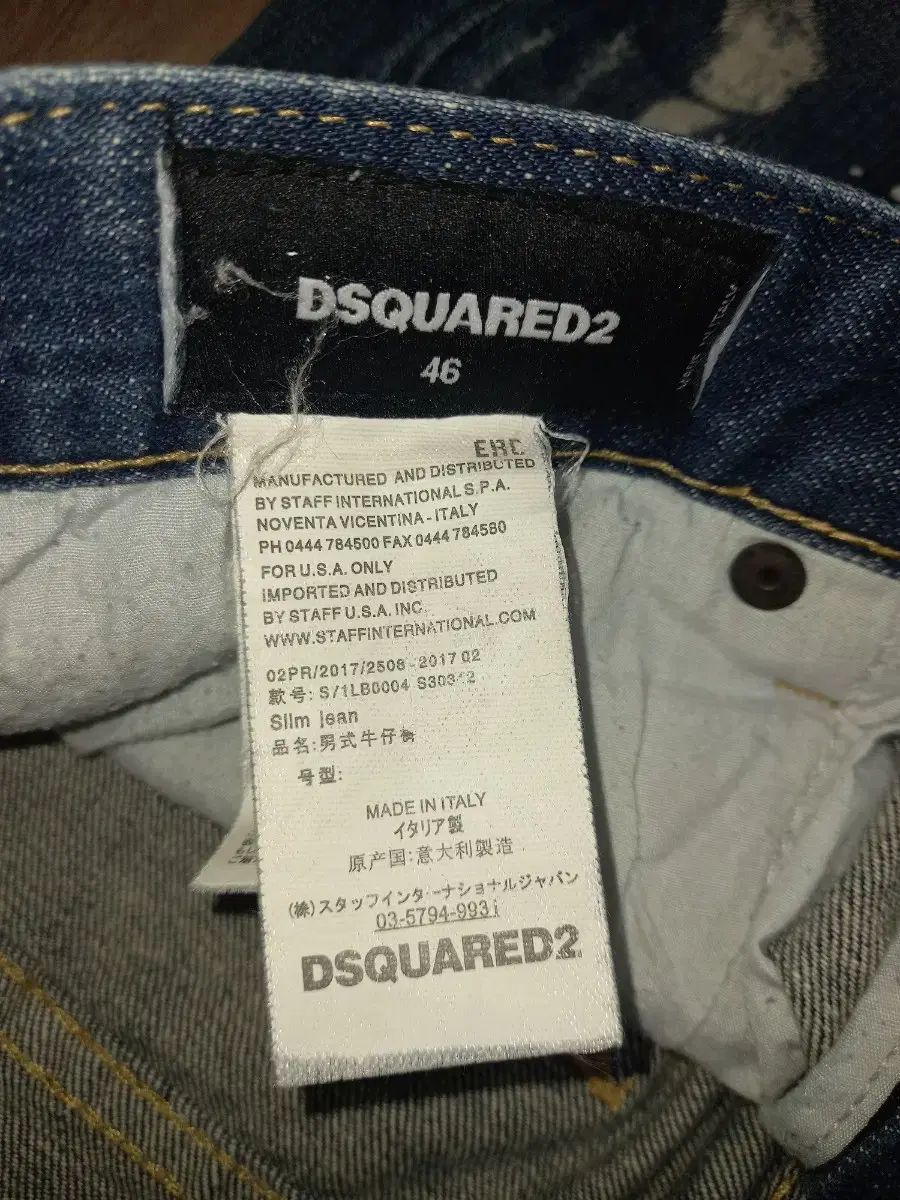 DSQUARED2
46
ERC
MANUFACTURED AND DISTRIBUTED
BY STAFF INTERNATIONAL S.P.A.
NOVENTA VICENTINA - ITALY
PH 0444 784500 FAX 0444 784580
FOR U.S.A. ONLY
IMPORTED AND DISTRIBUTED
BY STAFF U.S.A. INC.
WWW.STAFFINTERNATIONAL.COM
02PR/2017/2508 - 2017 02
款号: S71LB0004 S30342
Slim jean
品名:男式牛仔裤
号型:
MADE IN ITALY
イタリア製
原产国:意大利製造
(株)スタッフインターナショナルジャパン
03-5794-9931
DSQUARED2